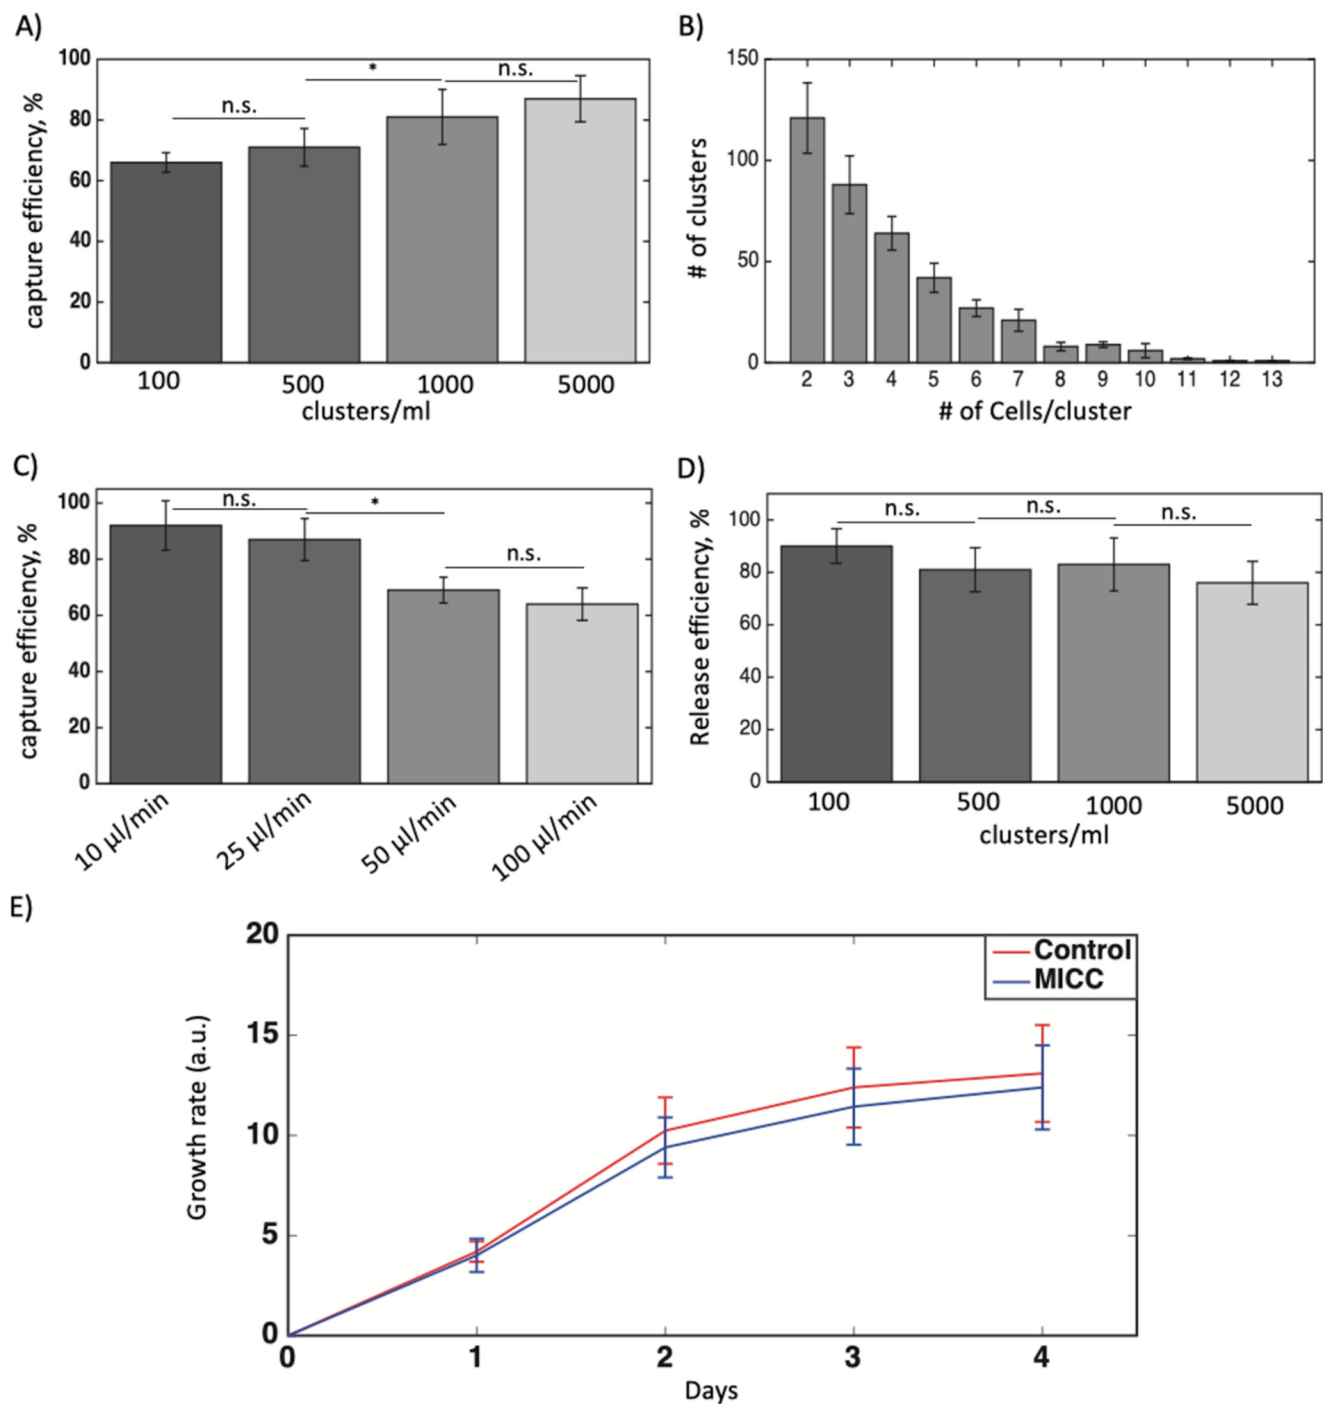 A)
capture efficiency, %
100
80
60
40
20
0
n.s.
*
n.s.
100 500 1000 5000
clusters/ml
B)
# of clusters
150
100
50
0
2 3 4 5 6 7 8 9 10 11 12 13
# of Cells/cluster
C)
capture efficiency, %
100
80
60
40
20
0
n.s.
*
n.s.
10 µl/min 25 µl/min 50 µl/min 100 µl/min
D)
Release efficiency, %
100
80
60
40
20
0
n.s.
n.s.
n.s.
100 500 1000 5000
clusters/ml
E)
Growth rate (a.u.)
20
15
10
5
0
Control
MICC
0 1 2 3 4
Days